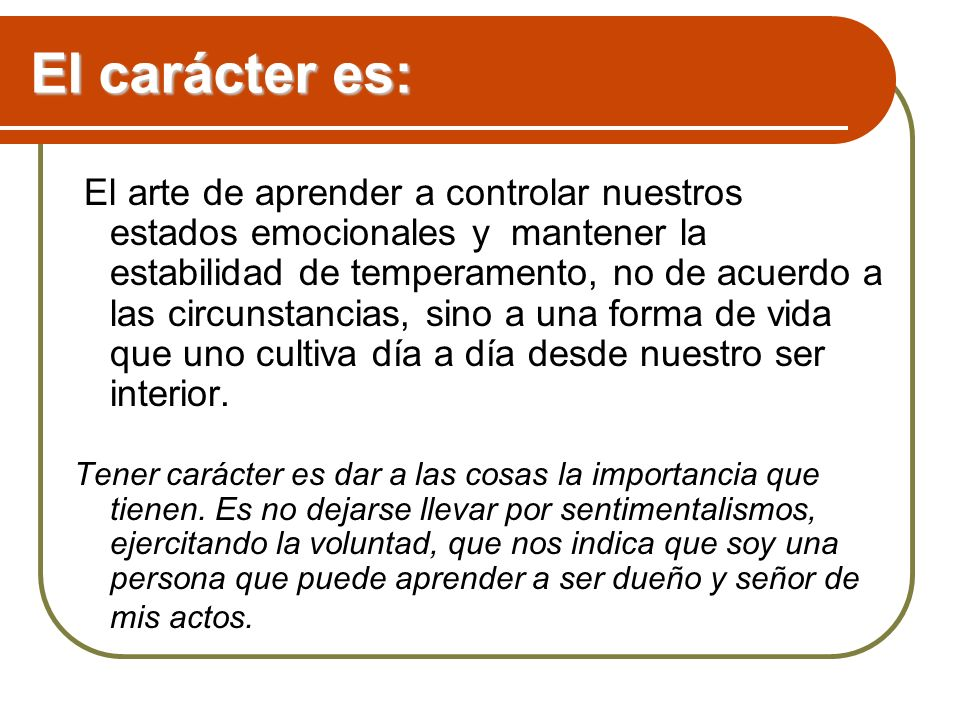 El carácter es:
El arte de aprender a controlar nuestros
estados emocionales y  mantener la
estabilidad de temperamento, no de acuerdo a
las circunstancias, sino a una forma de vida
que uno cultiva día a día desde nuestro ser
interior.
Tener carácter es dar a las cosas la importancia que
tienen. Es no dejarse llevar por sentimentalismos,
ejercitando la voluntad, que nos indica que soy una
persona que puede aprender a ser dueño y señor de
mis actos.